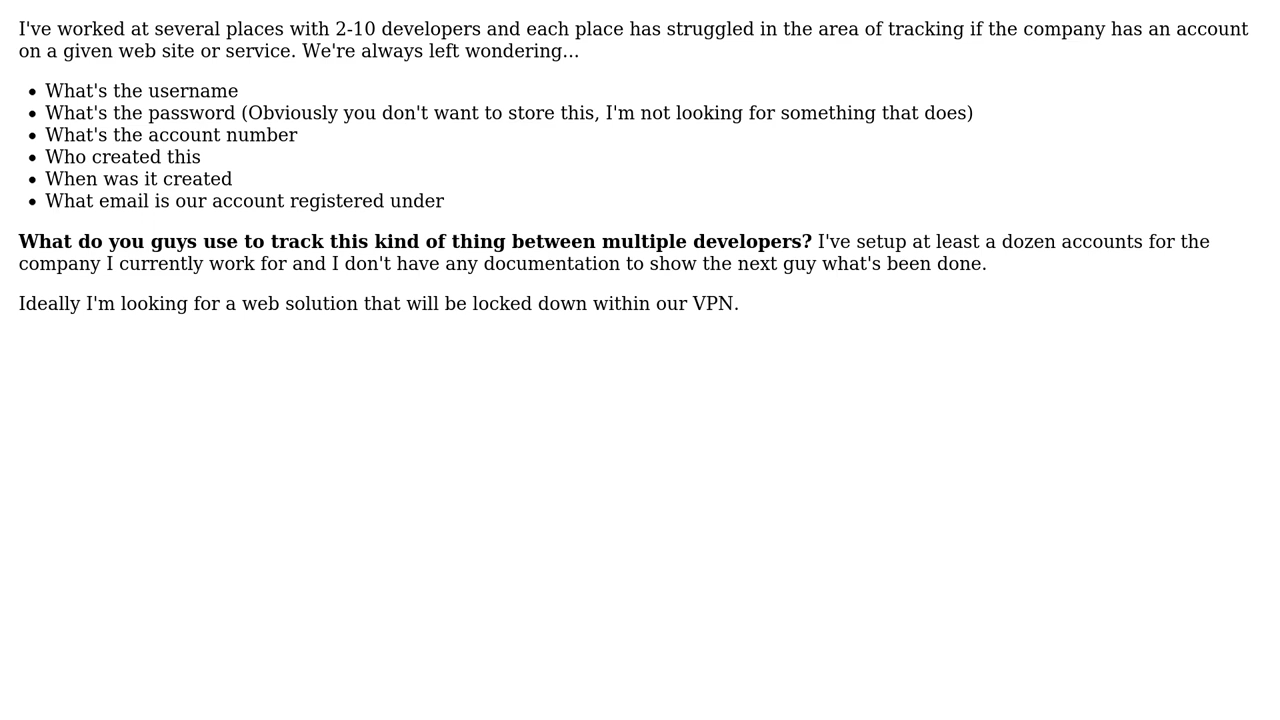 I've worked at several places with 2-10 developers and each place has struggled in the area of tracking if the company has an account
on a given web site or service. We're always left wondering...
• What's the username
• What's the password (Obviously you don't want to store this, I'm not looking for something that does)
• What's the account number
• Who created this
• When was it created
• What email is our account registered under
What do you guys use to track this kind of thing between multiple developers? I've setup at least a dozen accounts for the
company I currently work for and I don't have any documentation to show the next guy what's been done.
Ideally I'm looking for a web solution that will be locked down within our VPN.